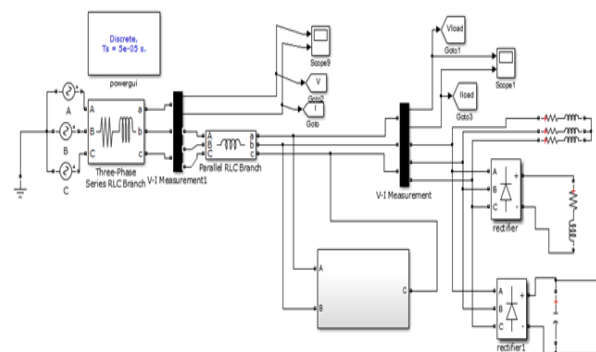 Discrete,
Ts = 5e-05 s.
powergui
Scope9
V
Goto2
I
Goto
Vload
Goto1
Scope1
Iload
Goto3
A
B
C
A
B
C
a
b
c
Three-Phase
Series RLC Branch
V-I Measurement1
A
B
C
a
b
c
Parallel RLC Branch
V-I Measurement
A
B
C
+
-
rectifier
A
B
C
A
B
C
+
-
rectifier1